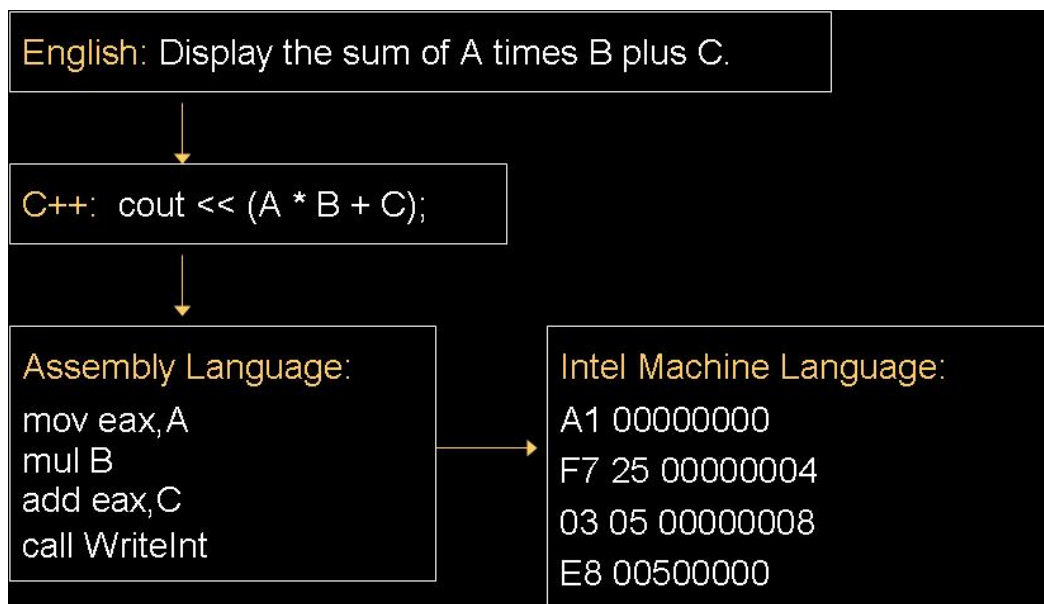 English: Display the sum of A times B plus C.
C++: cout << (A * B + C);
Assembly Language:
mov eax,A
mul B
add eax,C
call WriteInt
Intel Machine Language:
A1 00000000
F7 25 00000004
03 05 00000008
E8 00500000